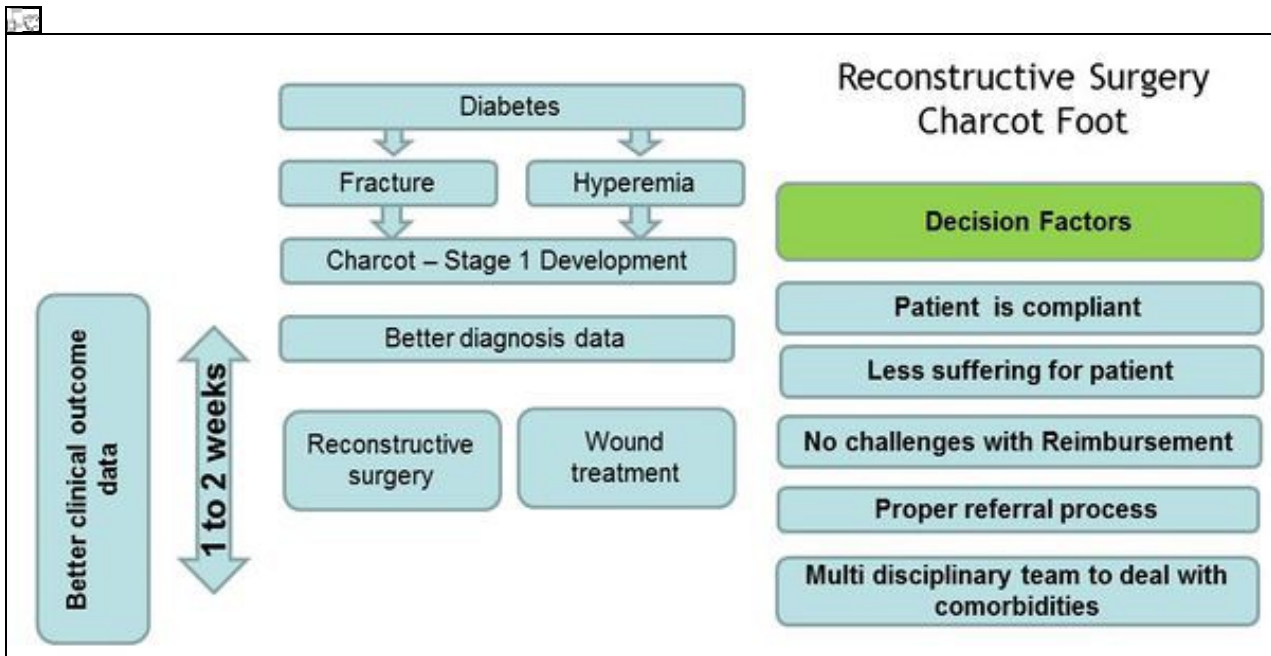 Reconstructive Surgery
Charcot Foot
Diabetes
Fracture
Hyperemia
Charcot – Stage 1 Development
Better diagnosis data
Reconstructive
surgery
Wound
treatment
Better clinical outcome
data
1 to 2 weeks
Decision Factors
Patient is compliant
Less suffering for patient
No challenges with Reimbursement
Proper referral process
Multi disciplinary team to deal with
comorbidities